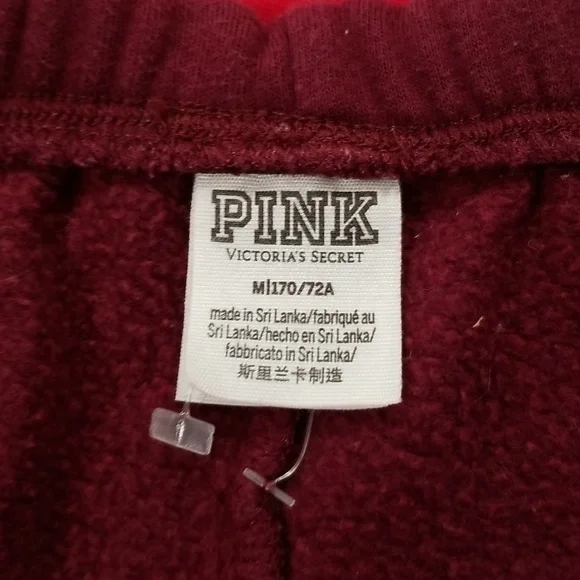 PINK
VICTORIA'S SECRET
M|170/72A
made in Sri Lanka/fabriqué au
Sri Lanka/hecho en Sri Lanka/
fabbricato in Sri Lanka/
斯里兰卡制造